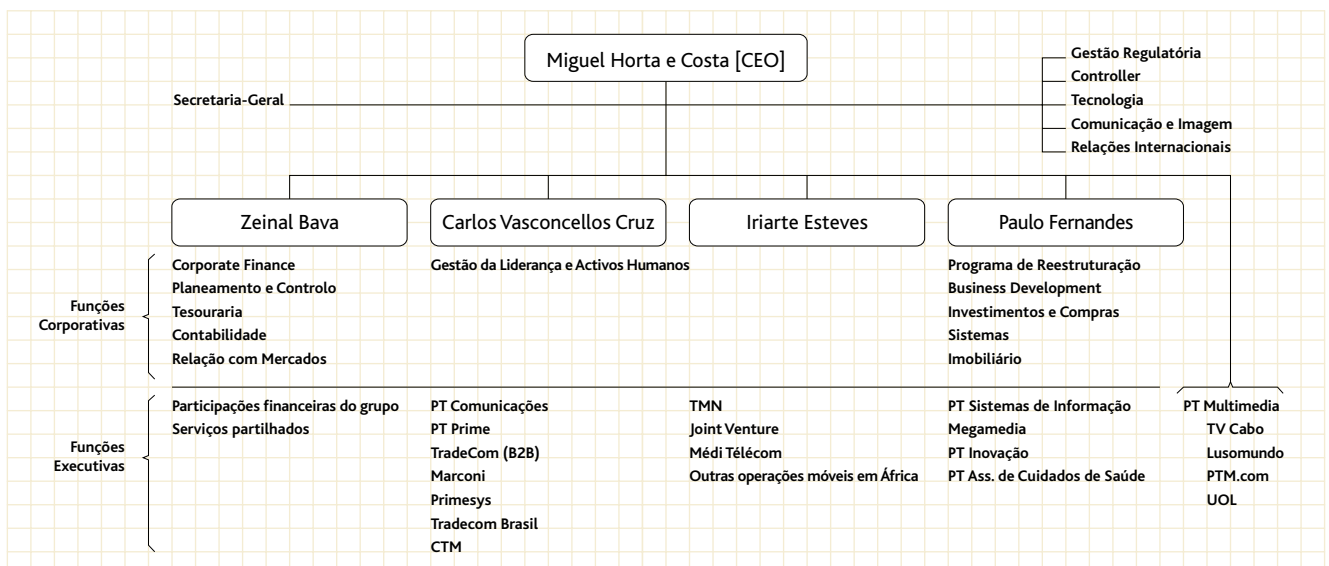 Miguel Horta e Costa [CEO]
Gestão Regulatória
Controller
Secretaria-Geral
Tecnologia
Comunicação e Imagem
Relações Internacionais
Zeinal Bava
Carlos Vasconcellos Cruz
Iriarte Esteves
Paulo Fernandes
Funções
Corporativas
Corporate Finance
Planeamento e Controlo
Tesouraria
Contabilidade
Relação com Mercados
Gestão da Liderança e Activos Humanos
Programa de Reestruturação
Business Development
Investimentos e Compras
Sistemas
Imobiliário
Funções
Executivas
Participações financeiras do grupo
Serviços partilhados
PT Comunicações
PT Prime
TradeCom (B2B)
Marconi
Primesys
Tradecom Brasil
CTM
TMN
Joint Venture
Médi Télécom
Outras operações móveis em África
PT Sistemas de Informação
Megamedia
PT Inovação
PT Ass. de Cuidados de Saúde
PT Multimedia
TV Cabo
Lusomundo
PTM.com
UOL